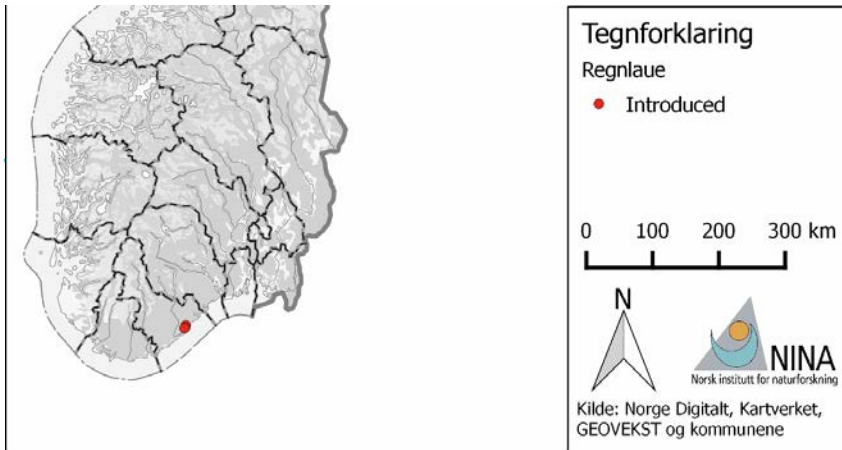 Tegnforklaring
Regnlaue
Introduced
0 100 200 300 km
N
NINA
Norsk institutt for naturforskning
Kilde: Norge Digitalt, Kartverket,
GEOVEKST og kommunene